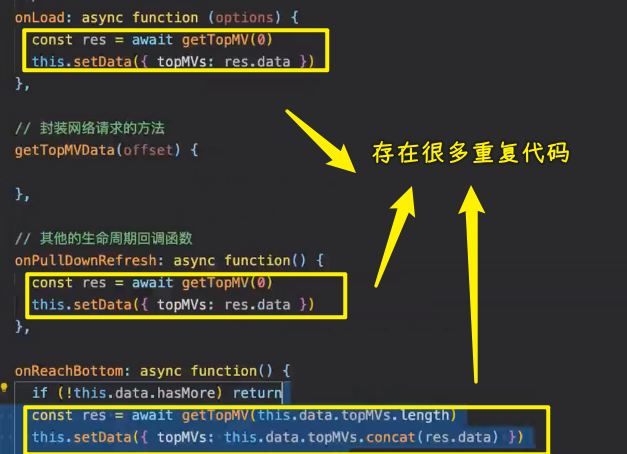 onLoad: async function (options) {
const res = await getTopMV(0)
this.setData({ topMVs: res.data })
},
// 封装网络请求的方法
getTopMVData(offset) {
存在很多重复代码
},
// 其他的生命周期回调函数
onPullDownRefresh: async function() {
const res = await getTopMV(0)
this.setData({ topMVs: res.data })
},
onReachBottom: async function() {
if (!this.data.hasMore) return
const res = await getTopMV(this.data.topMVs.length)
this.setData({ topMVs: this.data.topMVs.concat(res.data) })